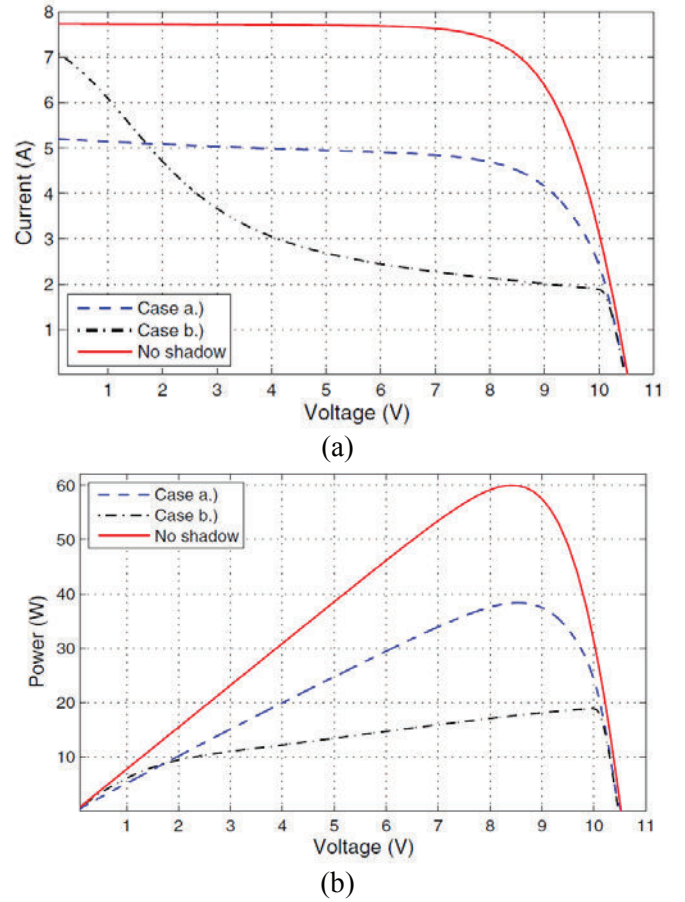 8
7
6
5
4
3
2
1
Current (A)
Case a.)
Case b.)
No shadow
1 2 3 4 5 6 7 8 9 10 11
Voltage (V)
(a)
60
50
40
30
20
10
Power (W)
Case a.)
Case b.)
No shadow
1 2 3 4 5 6 7 8 9 10 11
Voltage (V)
(b)